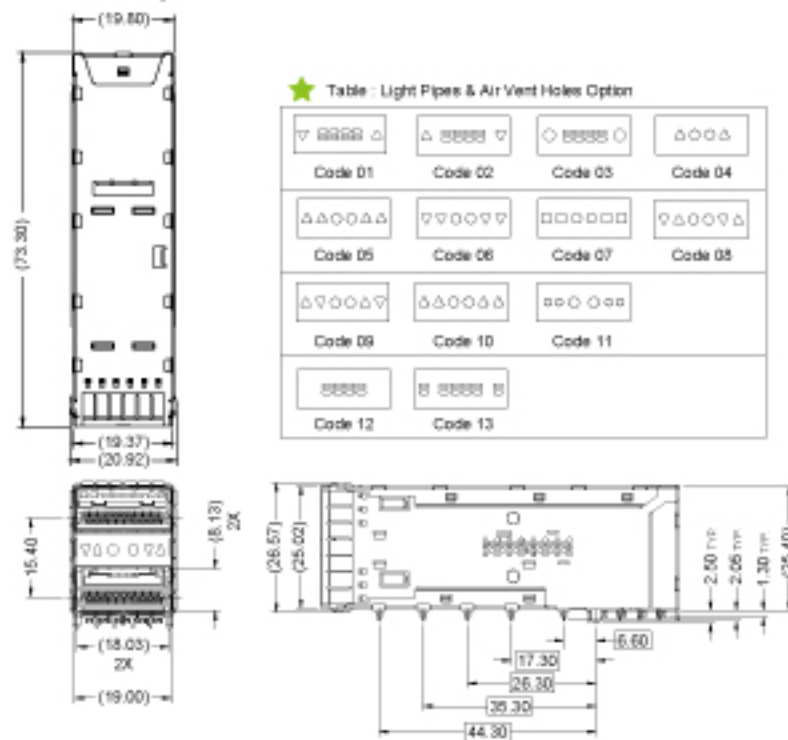 (19.80)
(73.30)
Table : Light Pipes & Air Vent Holes Option
Code 01 Code 02 Code 03 Code 04
Code 05 Code 06 Code 07 Code 08
Code 09 Code 10 Code 11
Code 12 Code 13
(19.37)
(20.92)
15.40
(8.13)
2X
(18.03)
2X
(19.00)
(26.57)
(25.02)
2.50 TYP.
2.05 TYP.
1.30 TYP.
6.60
17.30
26.30
35.30
44.30